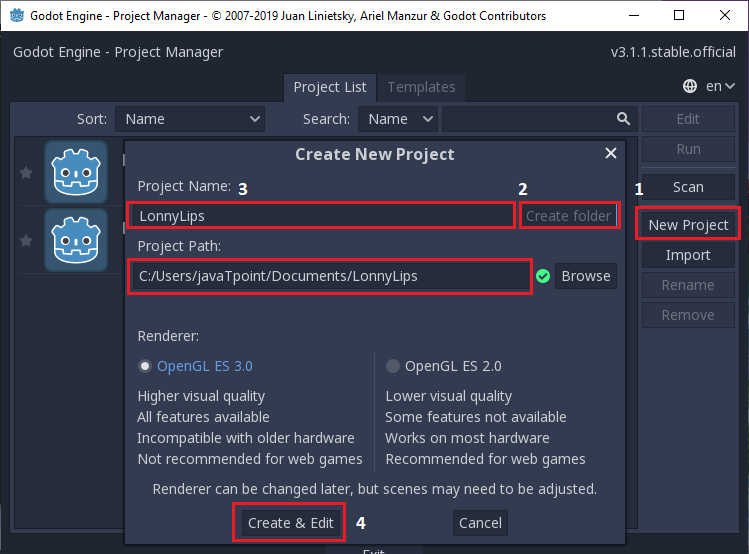 Godot Engine - Project Manager - © 2007-2019 Juan Linietsky, Ariel Manzur & Godot Contributors
Godot Engine - Project Manager v3.1.1.stable.official
Project List Templates en
Sort: Name Search: Name Edit
Run
Create New Project
Project Name: 3 2 1 Scan
LonnyLips Create folder New Project
Project Path:
Import
C:/Users/javaTpoint/Documents/LonnyLips Browse
Rename
Remove
Renderer:
OpenGL ES 3.0 OpenGL ES 2.0
Higher visual quality Lower visual quality
All features available Some features not available
Incompatible with older hardware Works on most hardware
Not recommended for web games Recommended for web games
Renderer can be changed later, but scenes may need to be adjusted.
Create & Edit 4 Cancel
Exit